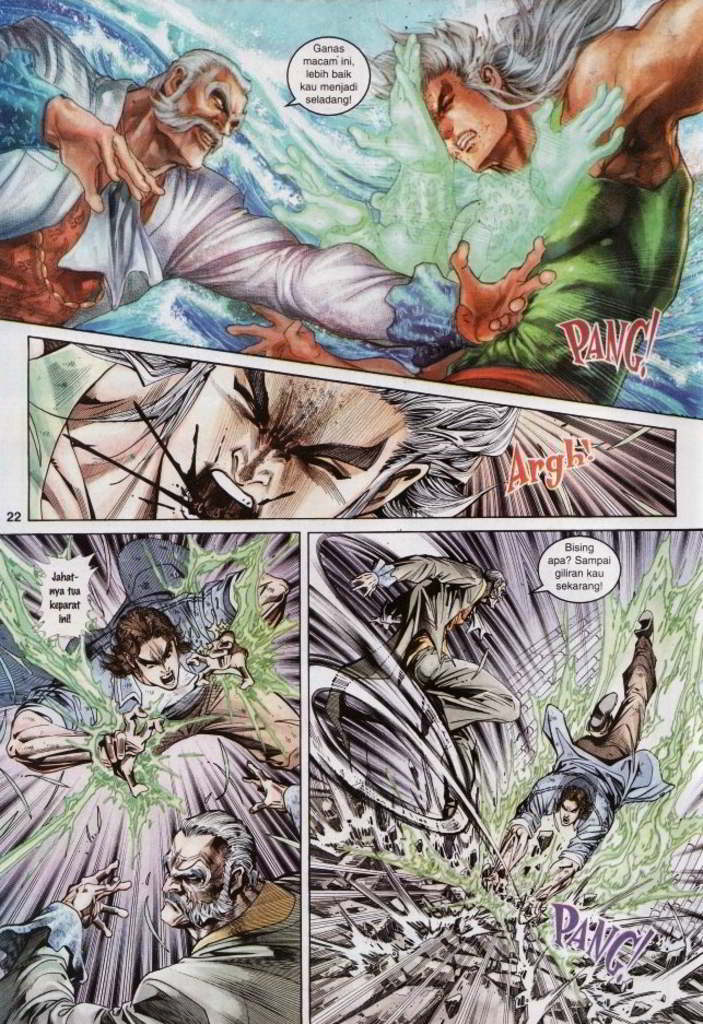 Ganas
macam ini,
lebih baik
kau menjadi
seladang!
PANG!
Argh!
22
Jahat-
nya tua
keparat
ini!
Bising
apa? Sampai
giliran kau
sekarang!
PANG!